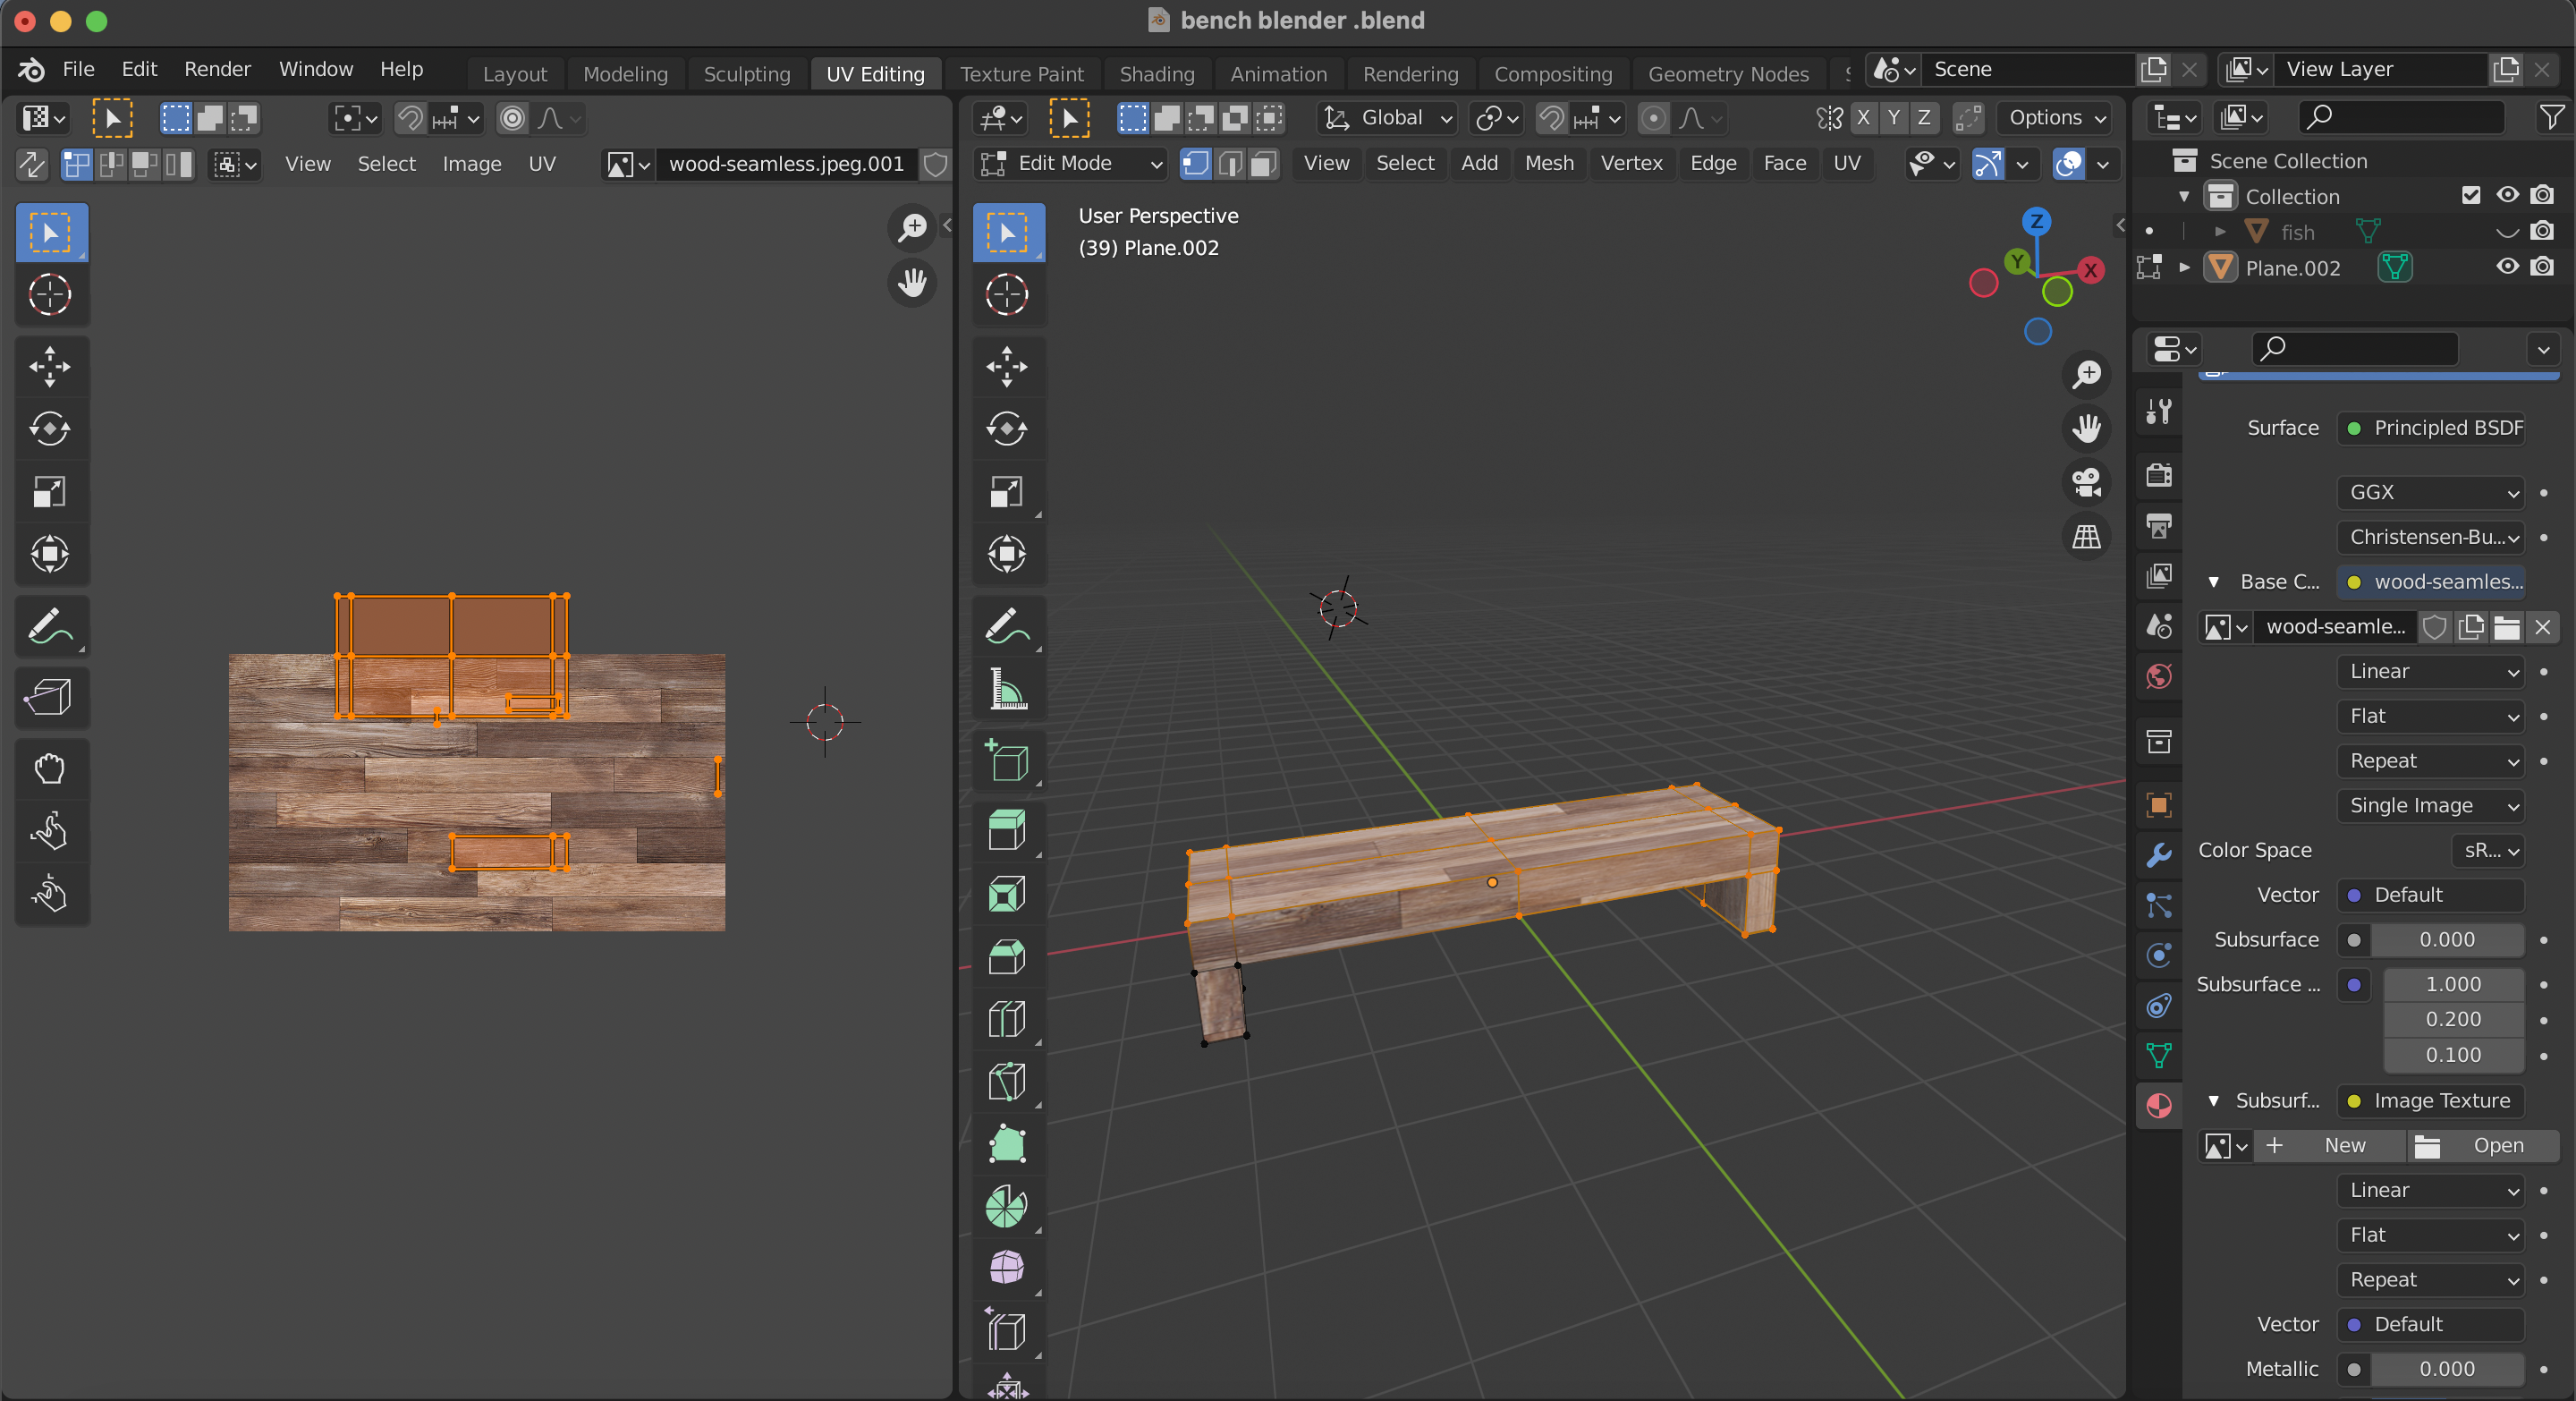 bench blender .blend
File Edit Render Window Help
Layout Modeling Sculpting UV Editing Texture Paint Shading Animation Rendering Compositing Geometry Nodes
Scene
View Layer
Global
X Y Z
Options
View Select Image UV
wood-seamless.jpeg.001
Edit Mode
View Select Add Mesh Vertex Edge Face UV
User Perspective
(39) Plane.002
Z
Y
X
Scene Collection
Collection
fish
Plane.002
Surface Principled BSDF
GGX
Christensen-Bu...
Base C... wood-seamles...
wood-seamle...
Linear
Flat
Repeat
Single Image
Color Space sR...
Vector Default
Subsurface 0.000
Subsurface ... 1.000
0.200
0.100
Subsurf... Image Texture
New Open
Linear
Flat
Repeat
Vector Default
Metallic 0.000